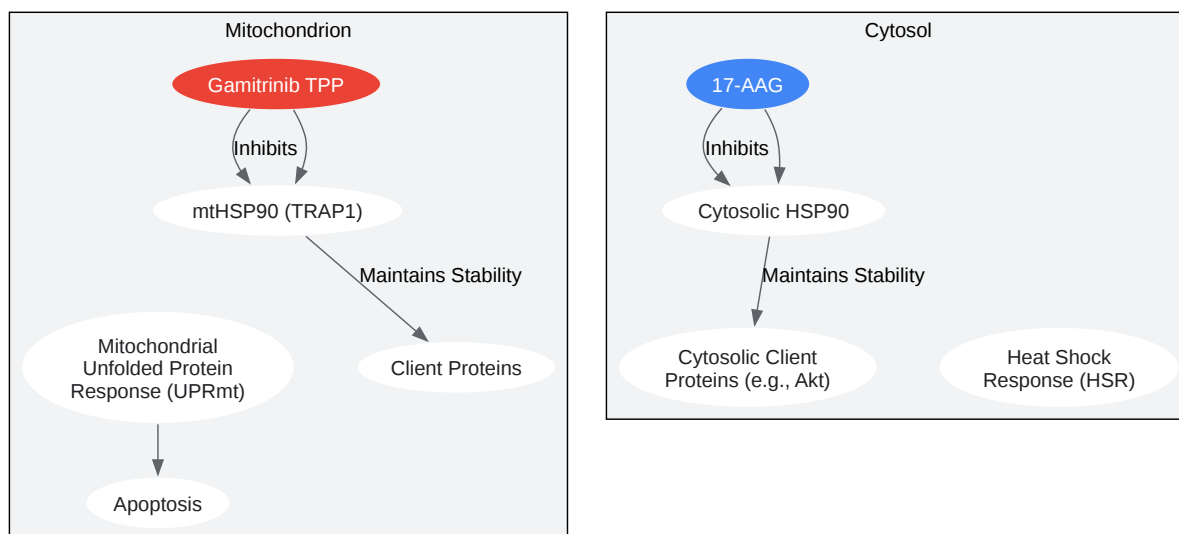 Mitochondrion
Gamitrinib TPP
Inhibits
mtHSP90 (TRAP1)
Maintains Stability
Mitochondrial
Unfolded Protein
Response (UPRmt)
Client Proteins
Apoptosis
Cytosol
17-AAG
Inhibits
Cytosolic HSP90
Maintains Stability
Cytosolic Client
Proteins (e.g., Akt)
Heat Shock
Response (HSR)